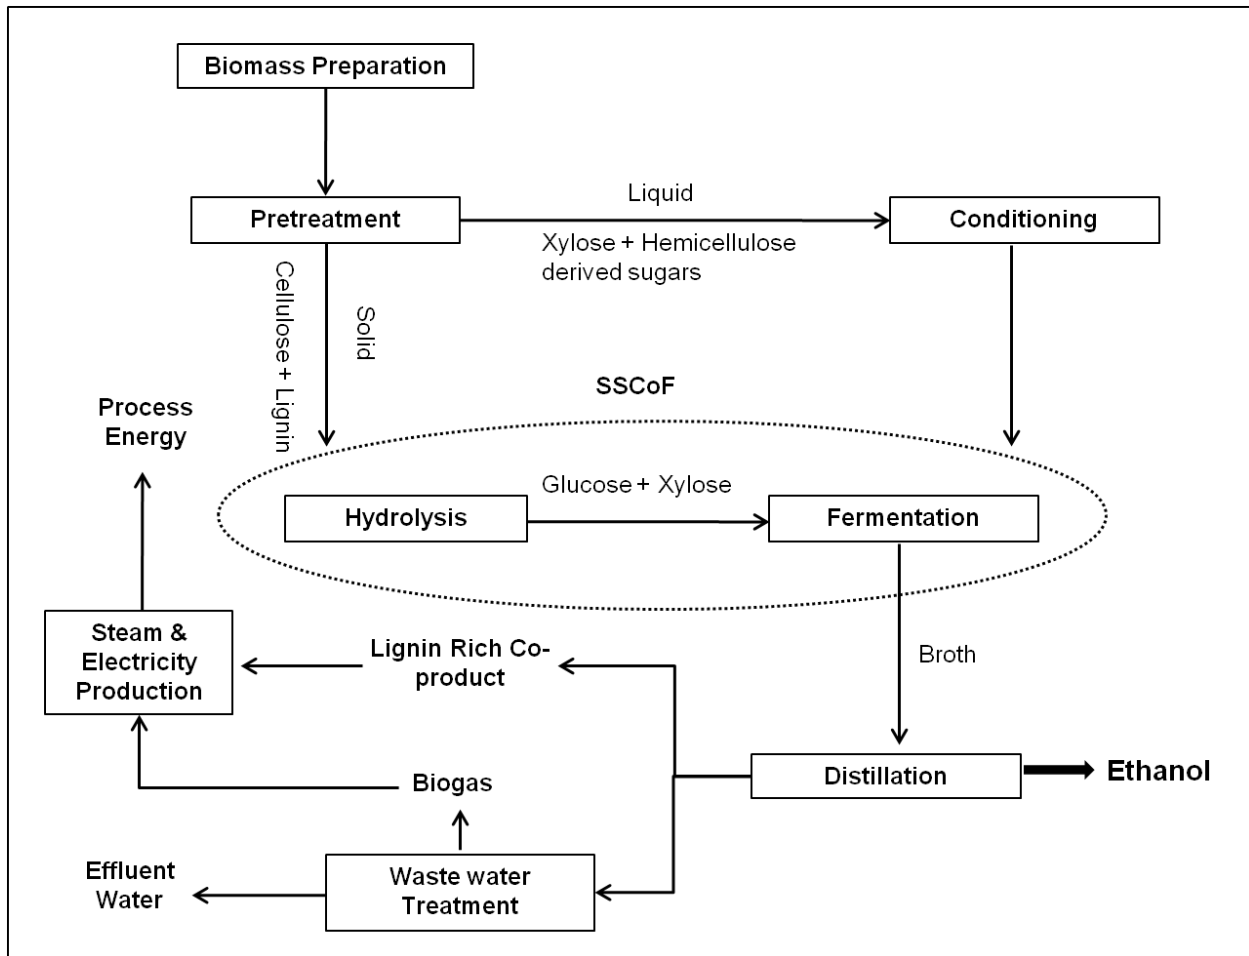 Biomass Preparation
Liquid
Pretreatment
Conditioning
Xylose + Hemicellulose
derived sugars
Cellulose + Lignin
Solid
SSCoF
Process
Energy
Glucose + Xylose
Hydrolysis
Fermentation
Steam &
Electricity
Production
Lignin Rich Co-
product
Broth
Distillation
Ethanol
Biogas
Effluent
Water
Waste water
Treatment